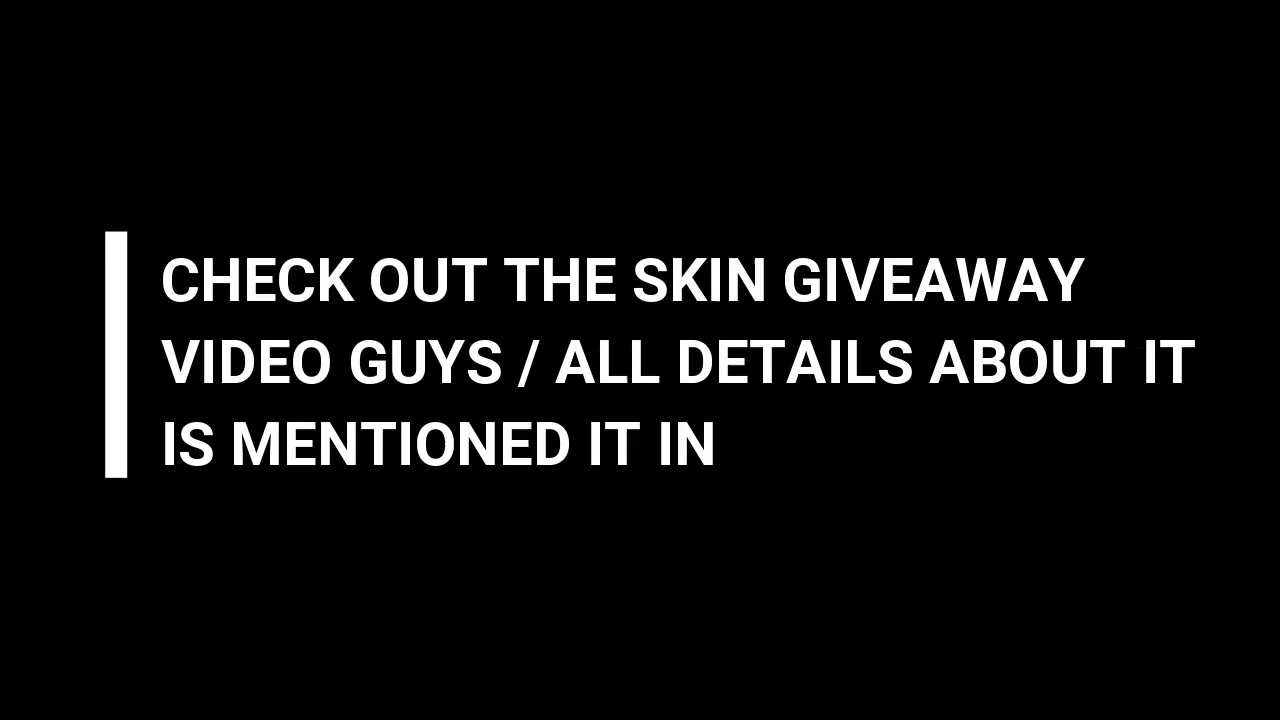 CHECK OUT THE SKIN GIVEAWAY
VIDEO GUYS / ALL DETAILS ABOUT IT
IS MENTIONED IT IN